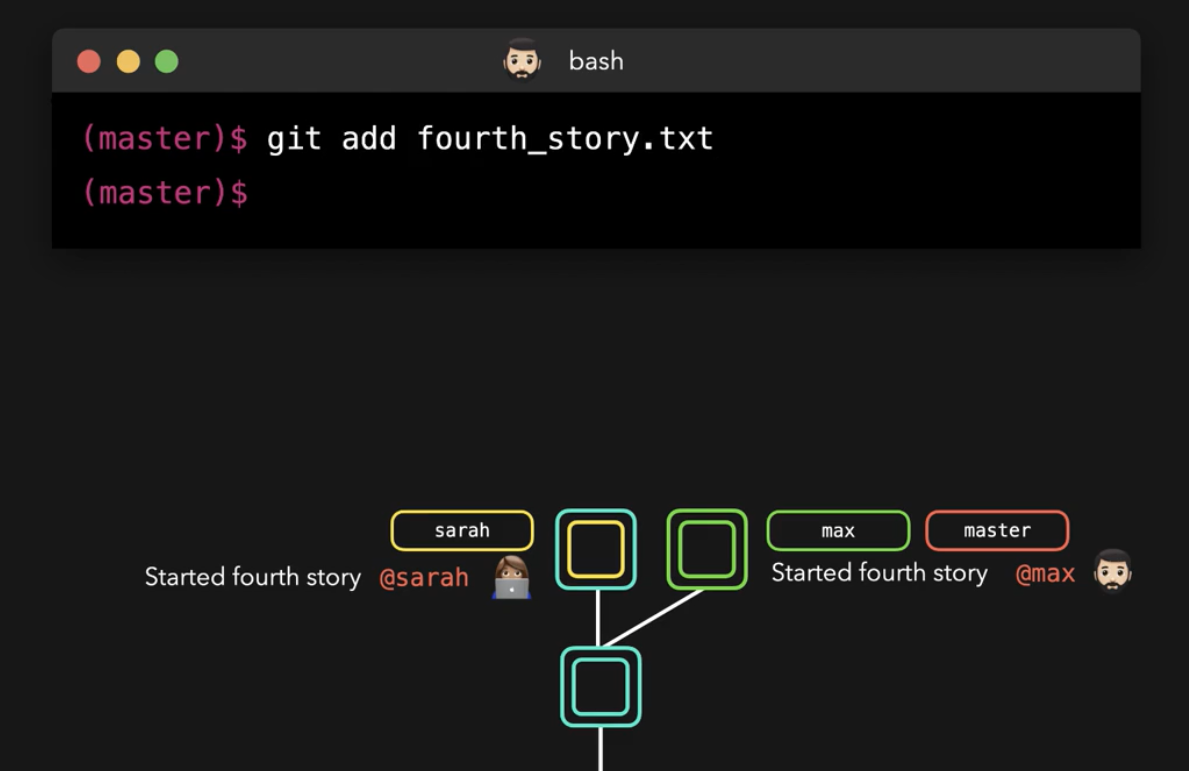 bash
(master)$ git add fourth_story.txt
(master)$
sarah
max
master
Started fourth story @sarah
Started fourth story @max